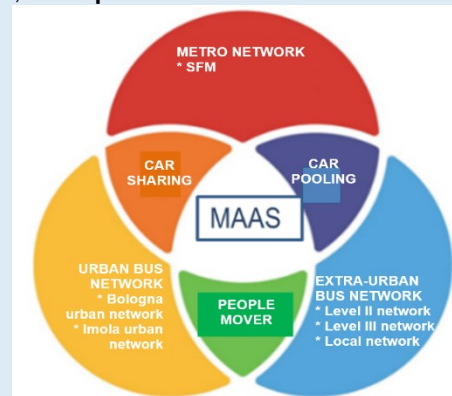 METRO NETWORK
* SFM
CAR
SHARING
CAR
POOLING
MAAS
URBAN BUS
NETWORK
* Bologna
urban network
* Imola urban
network
PEOPLE
MOVER
EXTRA-URBAN
BUS NETWORK
* Level II network
* Level III network
* Local network